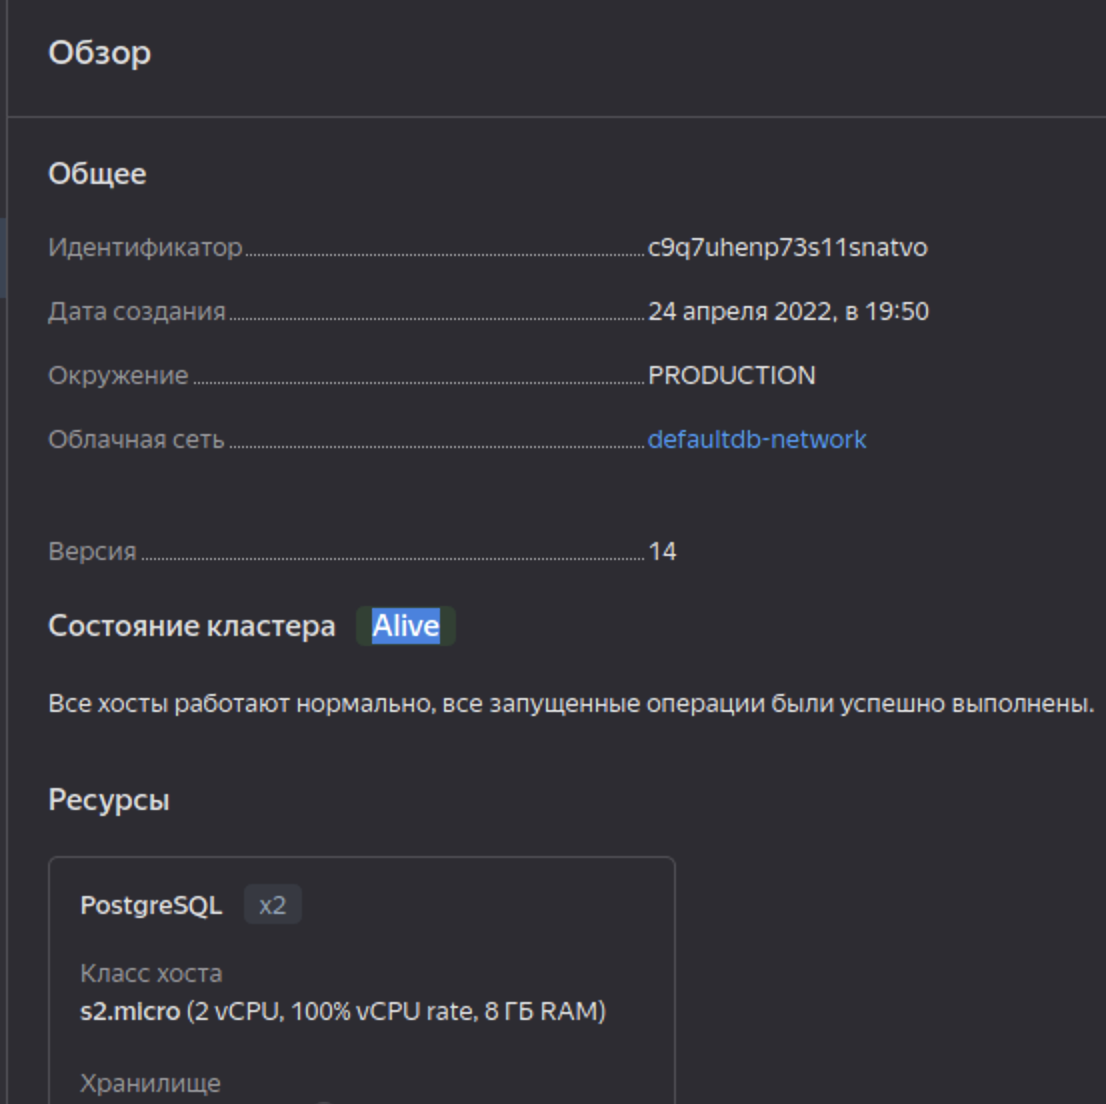 Обзор
Общее
Идентификатор c9q7uhenp73s11snatvo
Дата создания 24 апреля 2022, в 19:50
Окружение PRODUCTION
Облачная сеть defaultdb-network
Версия 14
Состояние кластера Alive
Все хосты работают нормально, все запущенные операции были успешно выполнены.
Ресурсы
PostgreSQL x2
Класс хоста
s2.micro (2 vCPU, 100% vCPU rate, 8 ГБ RAM)
Хранилище